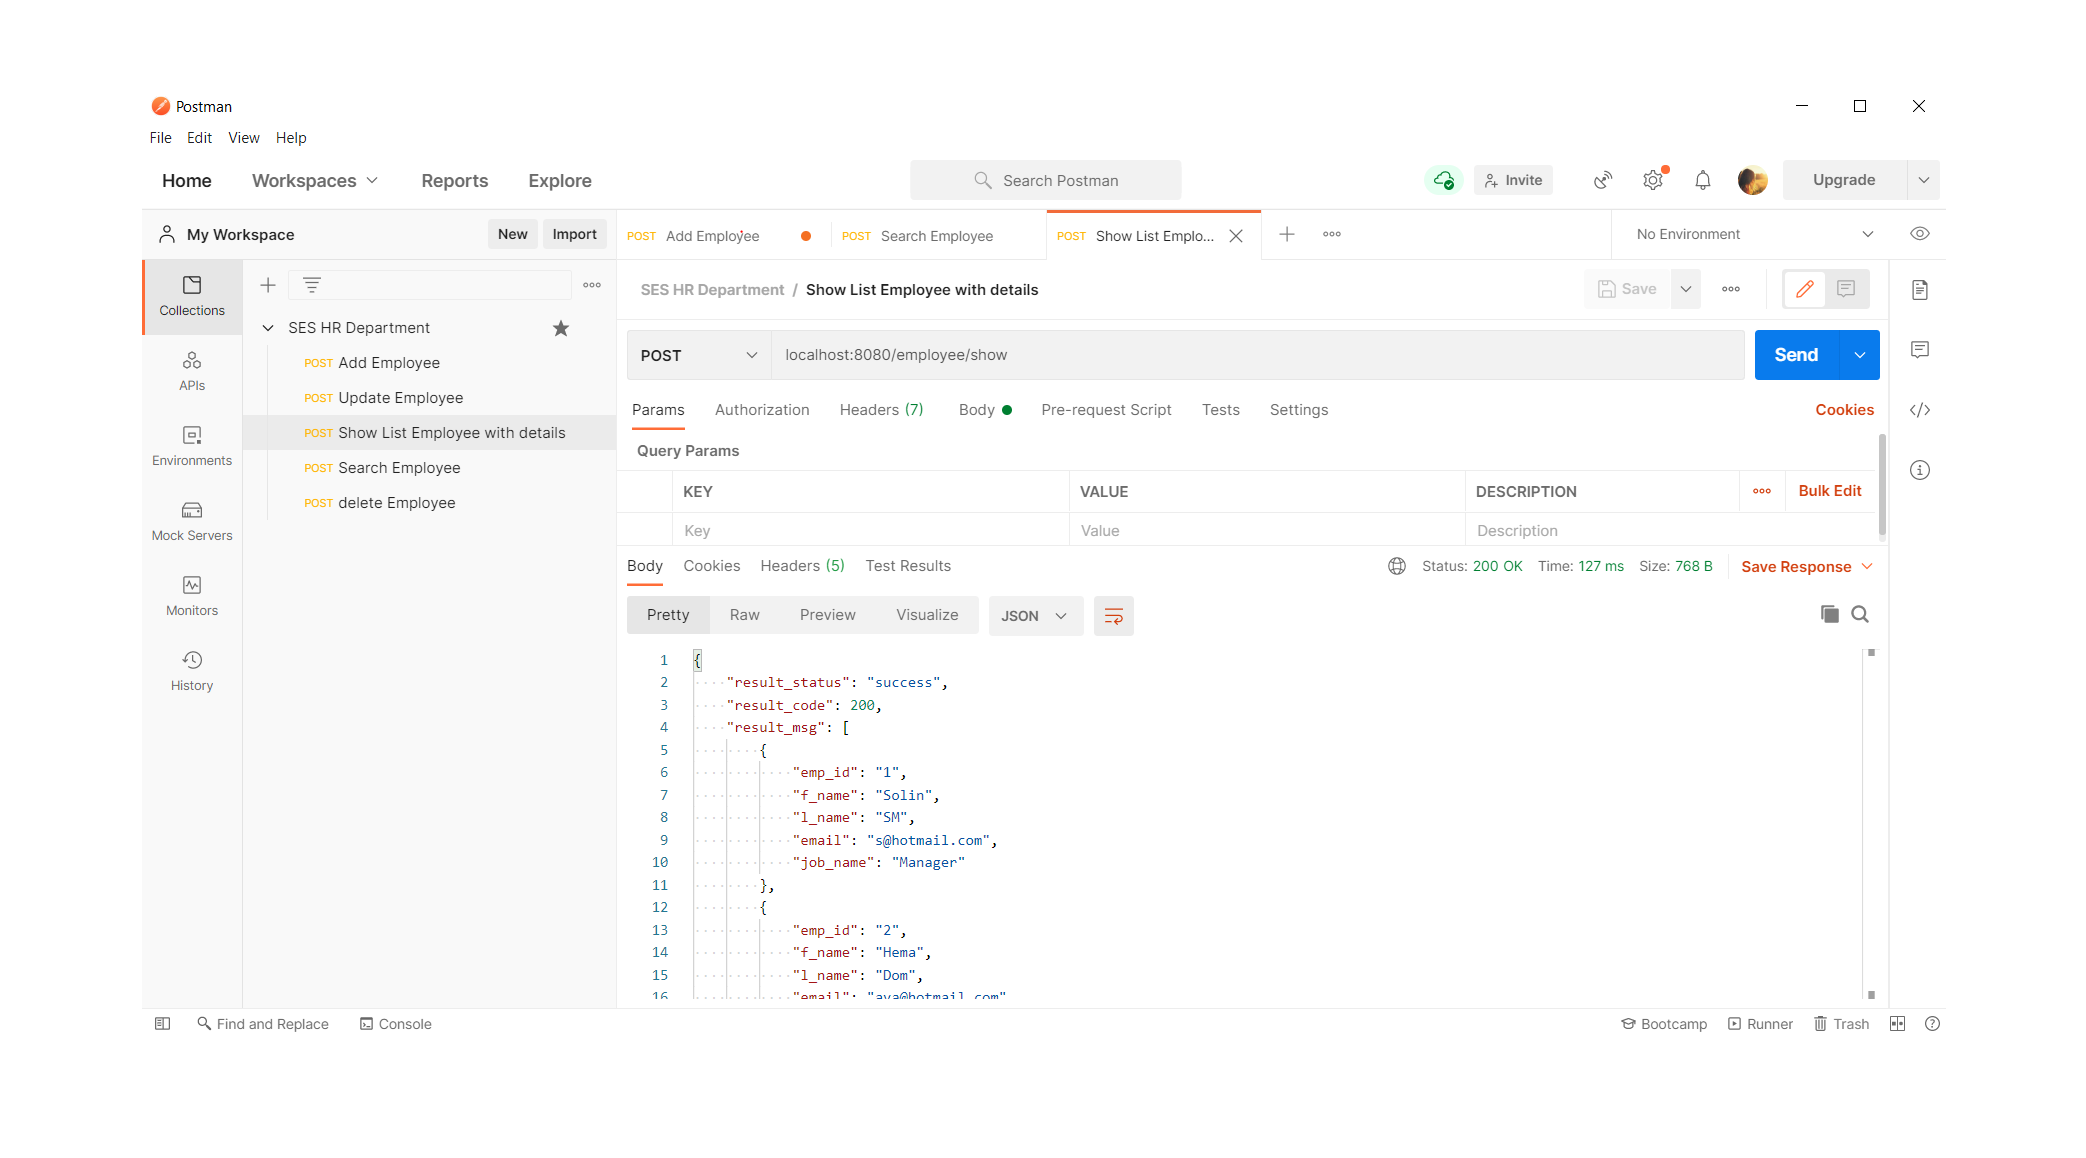 Postman
File Edit View Help
Home Workspaces Reports Explore Search Postman Invite Upgrade
My Workspace New Import
POST Add Employee POST Search Employee POST Show List Emplo... No Environment
Collections
APIs
Environments
Mock Servers
Monitors
History
SES HR Department
POST Add Employee
POST Update Employee
POST Show List Employee with details
POST Search Employee
POST delete Employee
SES HR Department / Show List Employee with details Save
POST localhost:8080/employee/show Send
Params Authorization Headers (7) Body Pre-request Script Tests Settings Cookies
Query Params
KEY VALUE DESCRIPTION Bulk Edit
Key Value Description
Body Cookies Headers (5) Test Results Status: 200 OK Time: 127 ms Size: 768 B Save Response
Pretty Raw Preview Visualize JSON
1 {
2 "result_status": "success",
3 "result_code": 200,
4 "result_msg": [
5 {
6 "emp_id": "1",
7 "f_name": "Solin",
8 "l_name": "SM",
9 "email": "s@hotmail.com",
10 "job_name": "Manager"
11 },
12 {
13 "emp_id": "2",
14 "f_name": "Hema",
15 "l_name": "Dom",
16 "email": "aya@hotmail.com"
Find and Replace Console Bootcamp Runner Trash